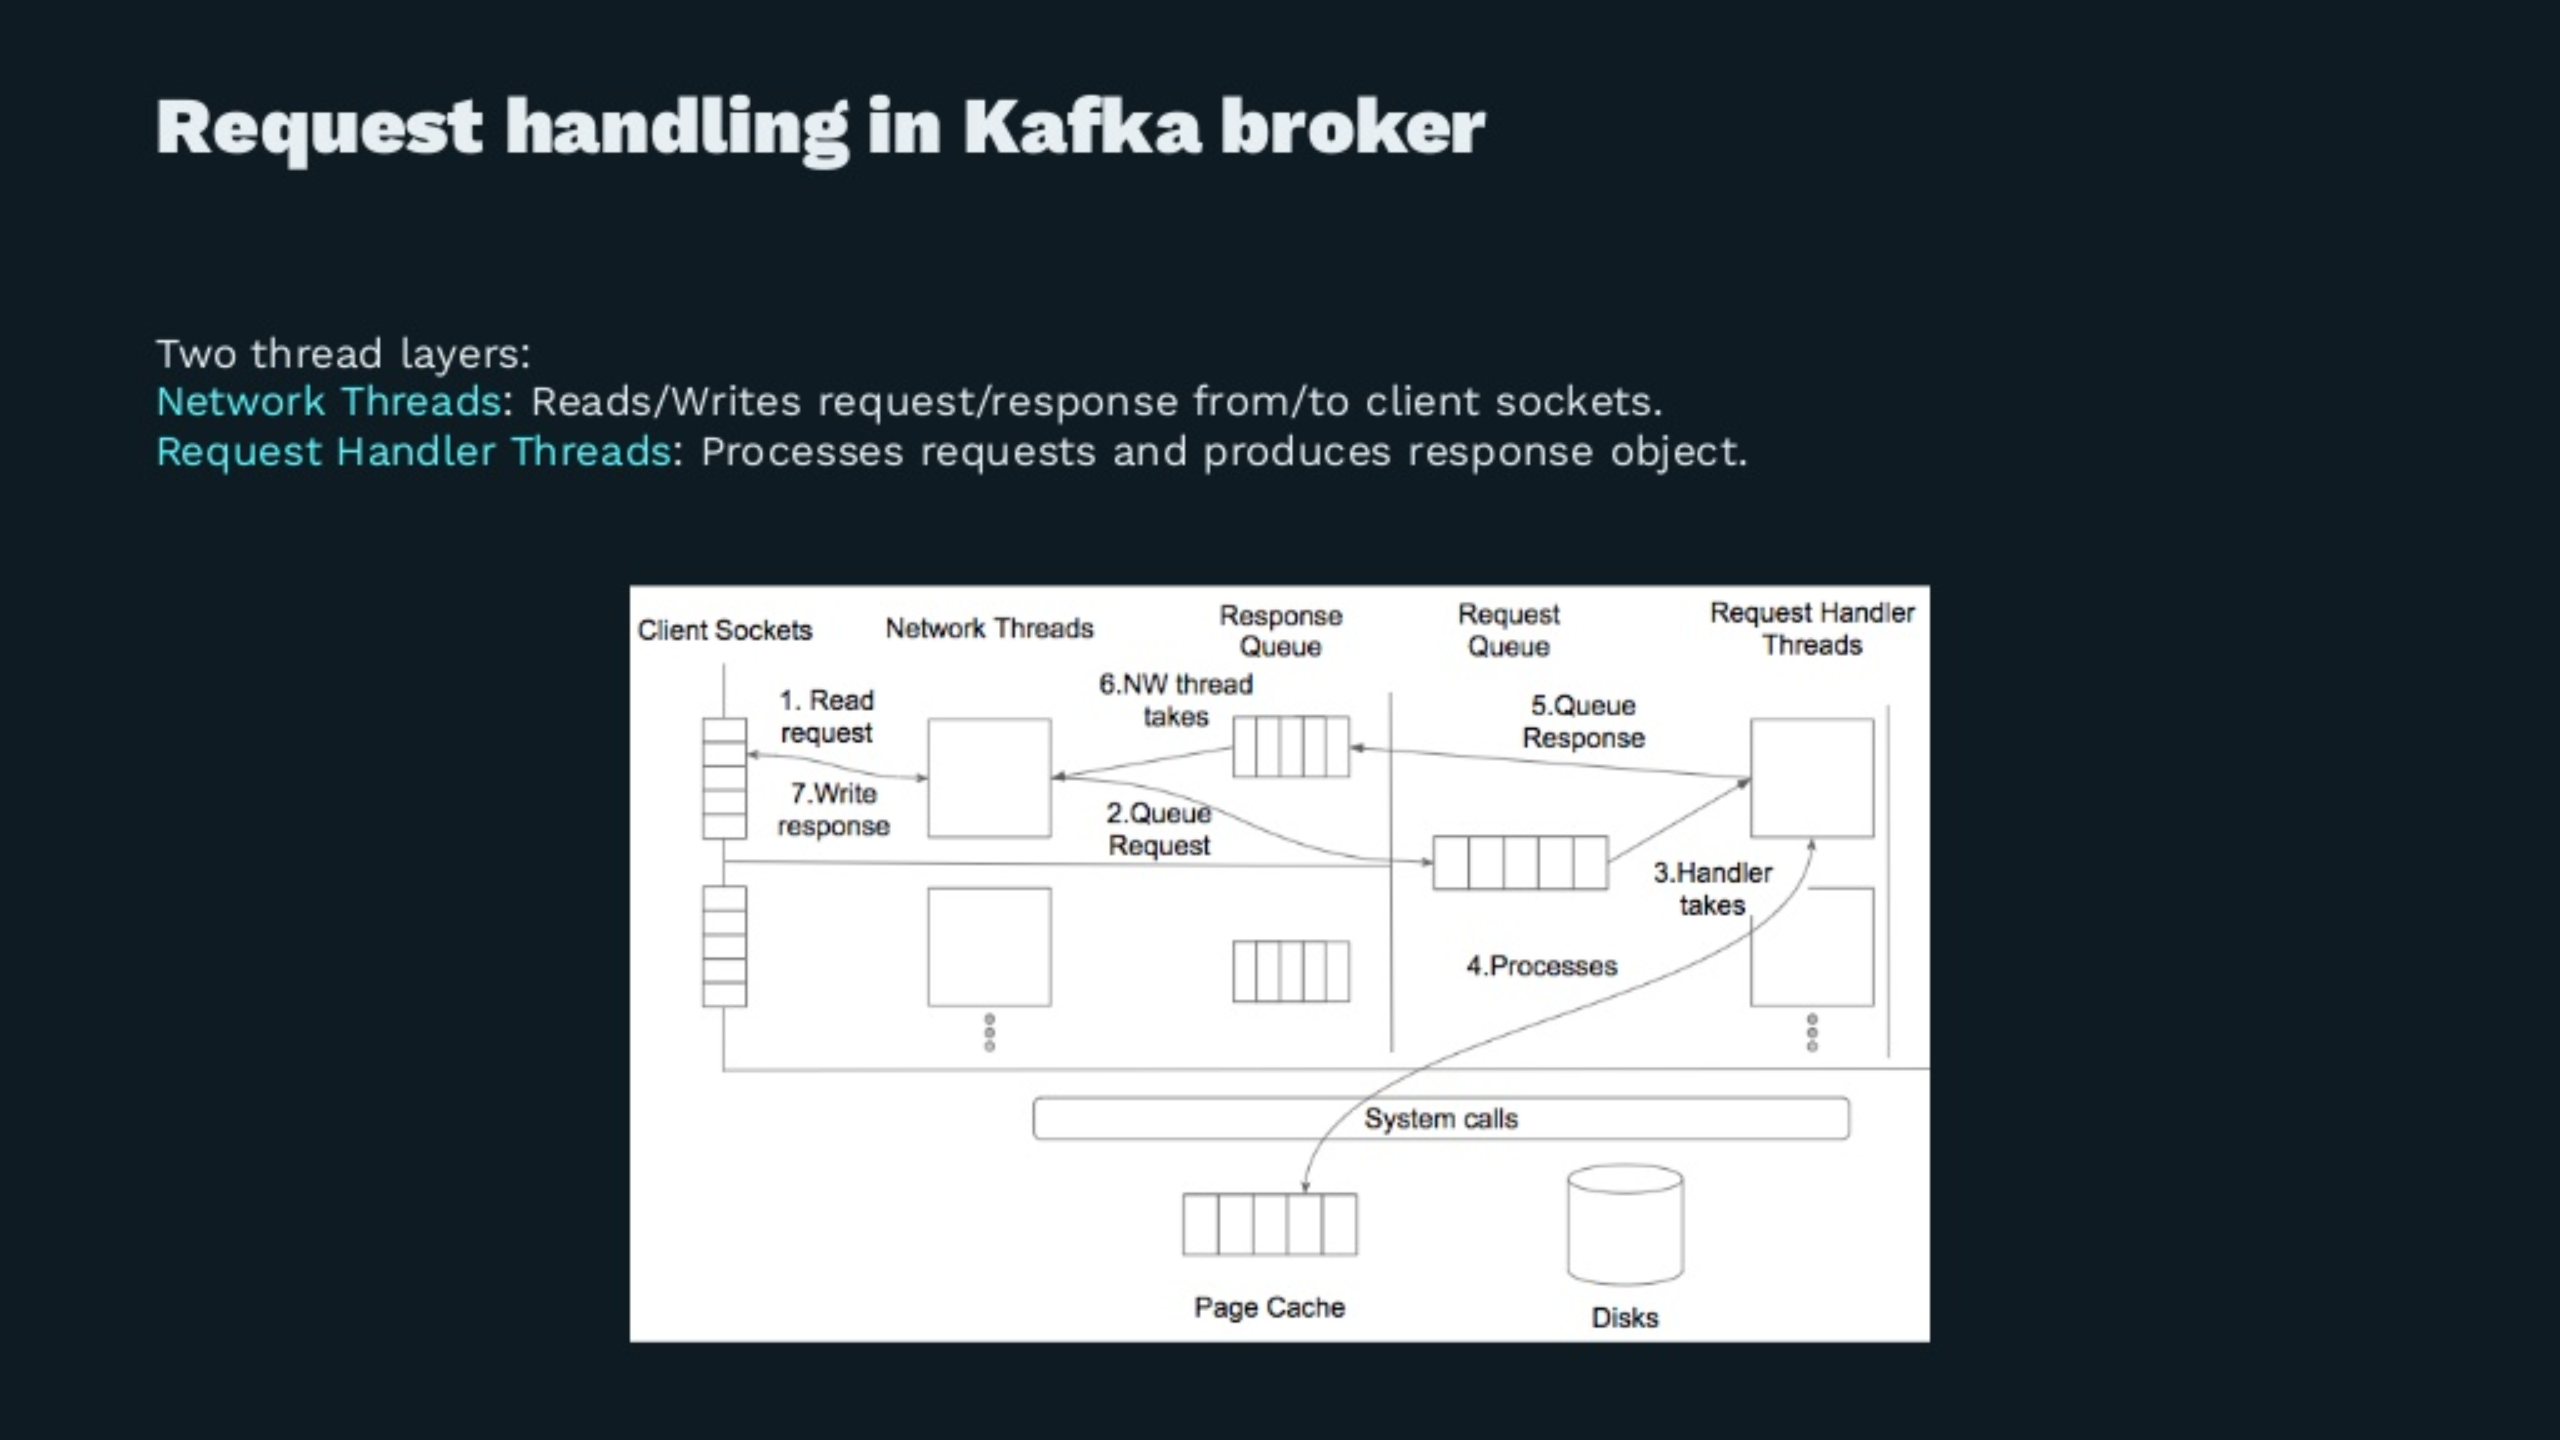 Request handling in Kafka broker
Two thread layers:
Network Threads: Reads/Writes request/response from/to client sockets.
Request Handler Threads: Processes requests and produces response object.
Client Sockets
Network Threads
Response
Queue
Request
Queue
Request Handler
Threads
1. Read
request
6.NW thread
takes
5.Queue
Response
7.Write
response
2.Queue
Request
3.Handler
takes
4.Processes
System calls
Page Cache
Disks